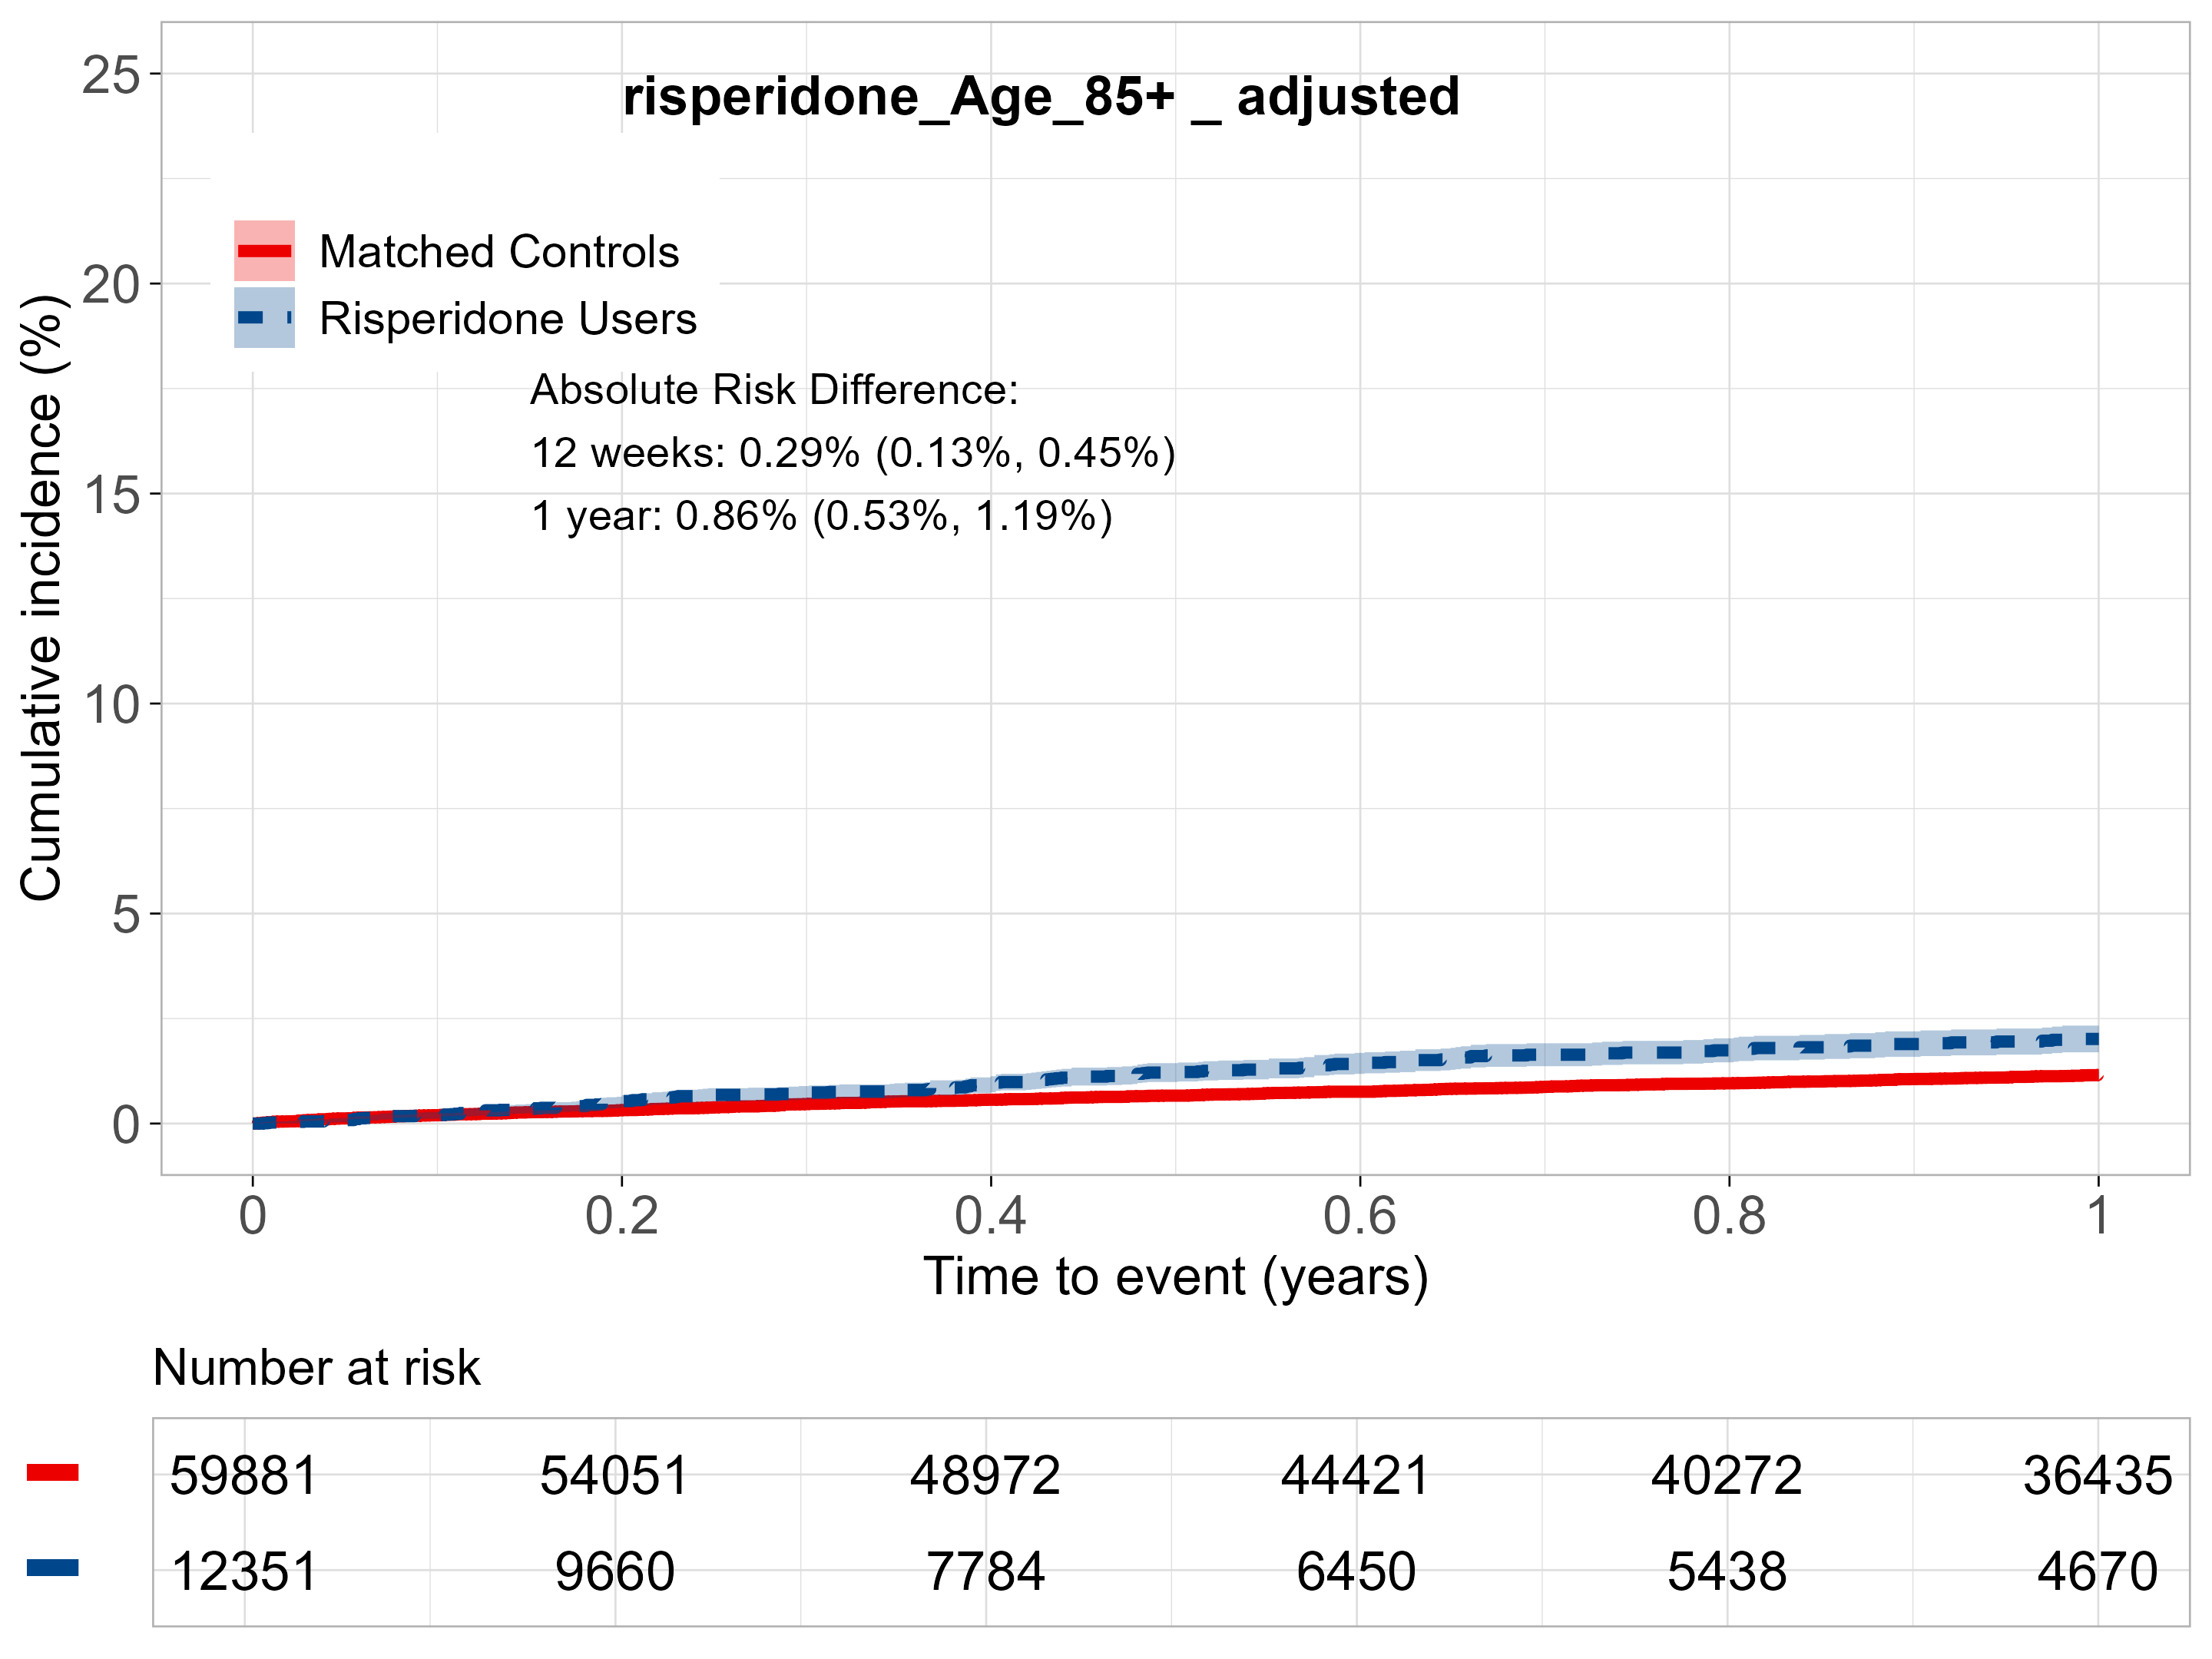 risperidone_Age_85+ _ adjusted
Matched Controls
Risperidone Users
Absolute Risk Difference:
12 weeks: 0.29% (0.13%, 0.45%)
1 year: 0.86% (0.53%, 1.19%)
Cumulative incidence (%)
25
20
15
10
5
0
0 0.2 0.4 0.6 0.8 1
Time to event (years)
Number at risk
59881 54051 48972 44421 40272 36435
12351 9660 7784 6450 5438 4670